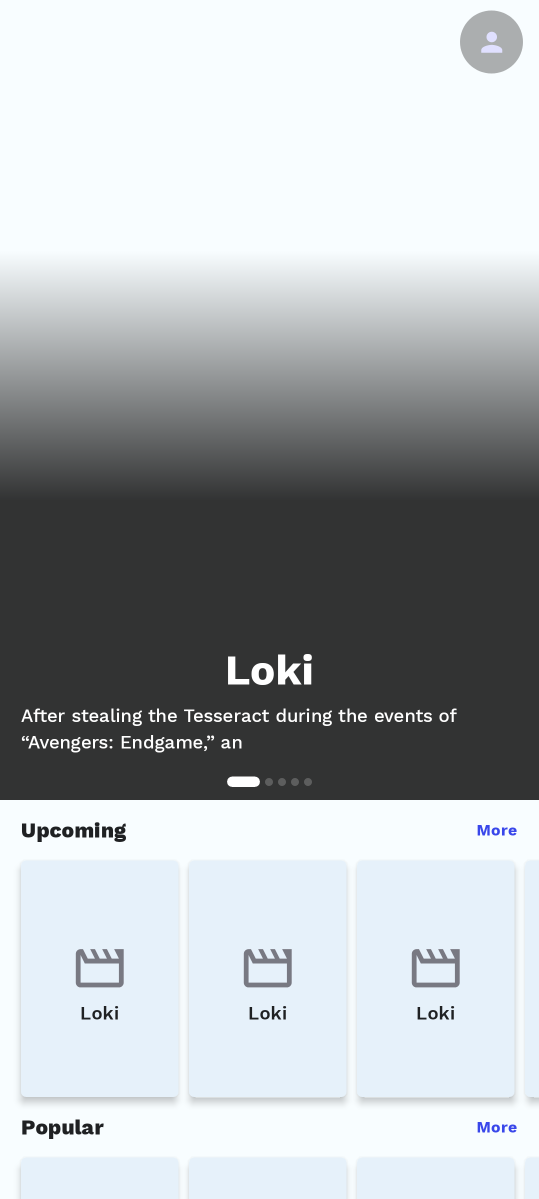 Loki
After stealing the Tesseract during the events of
“Avengers: Endgame,” an
Upcoming
More
Loki
Loki
Loki
Popular
More